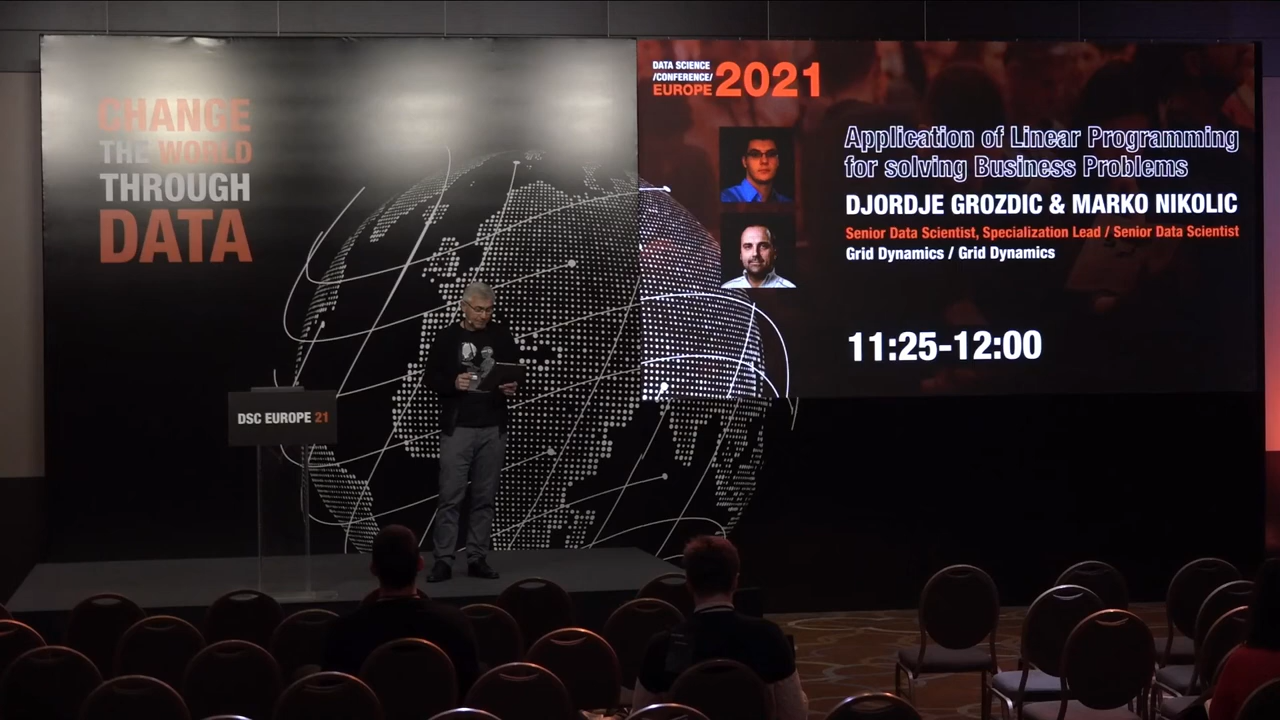 CHANGE
THE WORLD
THROUGH
DATA
DATA SCIENCE
/CONFERENCE/
EUROPE 2021
Application of Linear Programming
for solving Business Problems
DJORDJE GROZDIC & MARKO NIKOLIC
Senior Data Scientist, Specialization Lead / Senior Data Scientist
Grid Dynamics / Grid Dynamics
11:25-12:00
DSC EUROPE 21